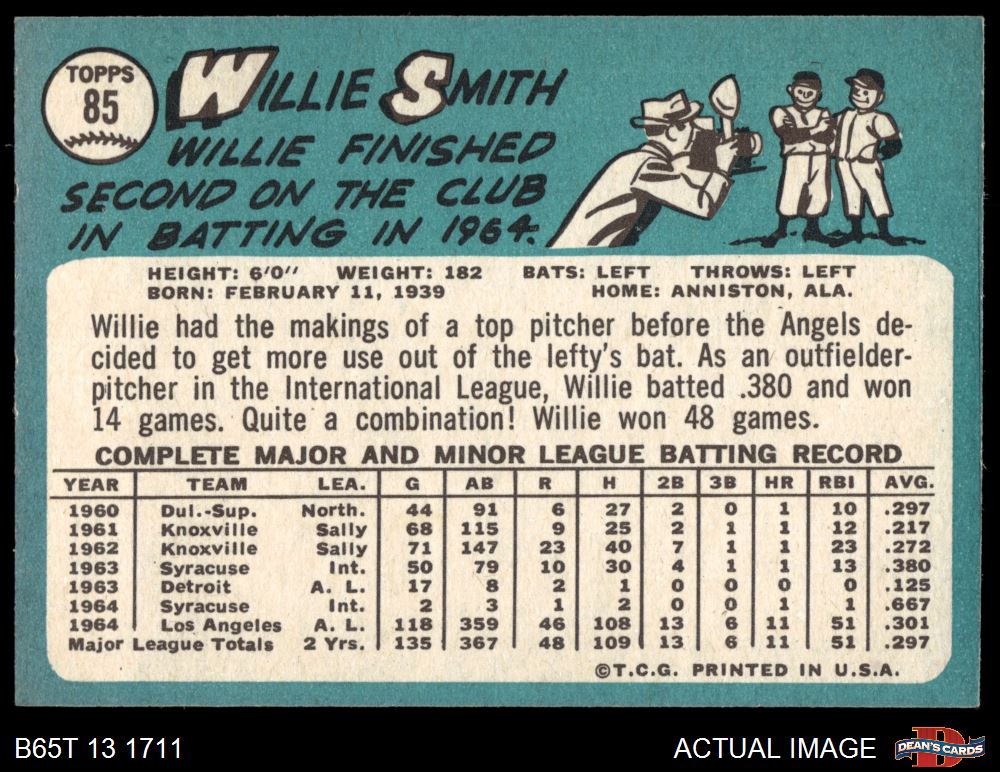 TOPPS
85
WILLIE SMITH
WILLIE FINISHED
SECOND ON THE CLUB
IN BATTING IN 1964.
HEIGHT: 6'0" WEIGHT: 182 BATS: LEFT THROWS: LEFT
BORN: FEBRUARY 11, 1939 HOME: ANNISTON, ALA.
Willie had the makings of a top pitcher before the Angels de-
cided to get more use out of the lefty's bat. As an outfielder-
pitcher in the International League, Willie batted .380 and won
14 games. Quite a combination! Willie won 48 games.
COMPLETE MAJOR AND MINOR LEAGUE BATTING RECORD
YEAR TEAM LEA. G AB R H 2B 3B HR RBI AVG.
1960 Dul.-Sup. North. 44 91 6 27 2 0 1 10 .297
1961 Knoxville Sally 68 115 9 25 2 1 1 12 .217
1962 Knoxville Sally 71 147 23 40 7 1 1 23 .272
1963 Syracuse Int. 50 79 10 30 4 1 1 13 .380
1963 Detroit A. L. 17 8 2 1 0 0 0 0 .125
1964 Syracuse Int. 2 3 1 2 0 0 1 1 .667
1964 Los Angeles A. L. 118 359 46 108 13 6 11 51 .301
Major League Totals 2 Yrs. 135 367 48 109 13 6 11 51 .297
©T.C.G. PRINTED IN U.S.A.
B65T 13 1711 ACTUAL IMAGE DEAN'S CARDS